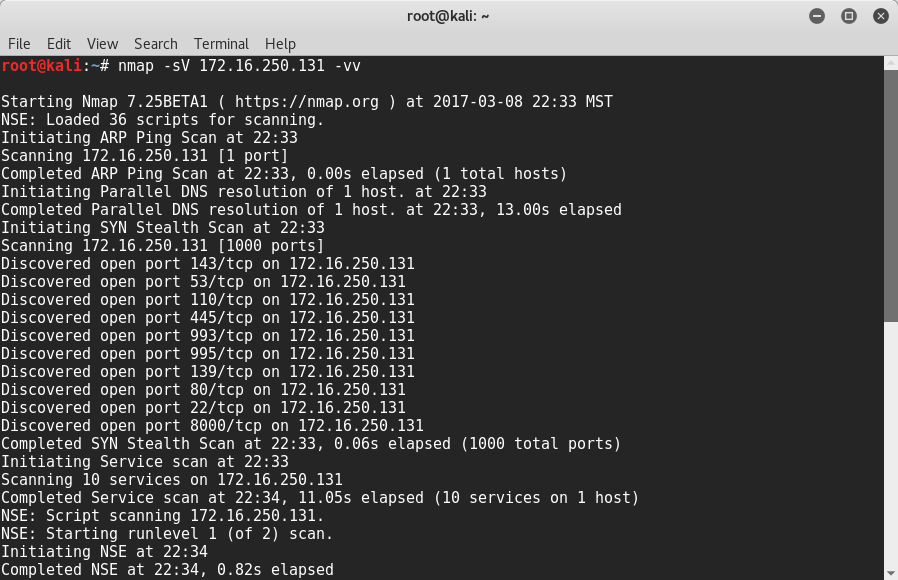 root@kali: ~
File Edit View Search Terminal Help
root@kali:~# nmap -sV 172.16.250.131 -vv
Starting Nmap 7.25BETA1 ( https://nmap.org ) at 2017-03-08 22:33 MST
NSE: Loaded 36 scripts for scanning.
Initiating ARP Ping Scan at 22:33
Scanning 172.16.250.131 [1 port]
Completed ARP Ping Scan at 22:33, 0.00s elapsed (1 total hosts)
Initiating Parallel DNS resolution of 1 host. at 22:33
Completed Parallel DNS resolution of 1 host. at 22:33, 13.00s elapsed
Initiating SYN Stealth Scan at 22:33
Scanning 172.16.250.131 [1000 ports]
Discovered open port 143/tcp on 172.16.250.131
Discovered open port 53/tcp on 172.16.250.131
Discovered open port 110/tcp on 172.16.250.131
Discovered open port 445/tcp on 172.16.250.131
Discovered open port 993/tcp on 172.16.250.131
Discovered open port 995/tcp on 172.16.250.131
Discovered open port 139/tcp on 172.16.250.131
Discovered open port 80/tcp on 172.16.250.131
Discovered open port 22/tcp on 172.16.250.131
Discovered open port 8000/tcp on 172.16.250.131
Completed SYN Stealth Scan at 22:33, 0.06s elapsed (1000 total ports)
Initiating Service scan at 22:33
Scanning 10 services on 172.16.250.131
Completed Service scan at 22:34, 11.05s elapsed (10 services on 1 host)
NSE: Script scanning 172.16.250.131.
NSE: Starting runlevel 1 (of 2) scan.
Initiating NSE at 22:34
Completed NSE at 22:34, 0.82s elapsed